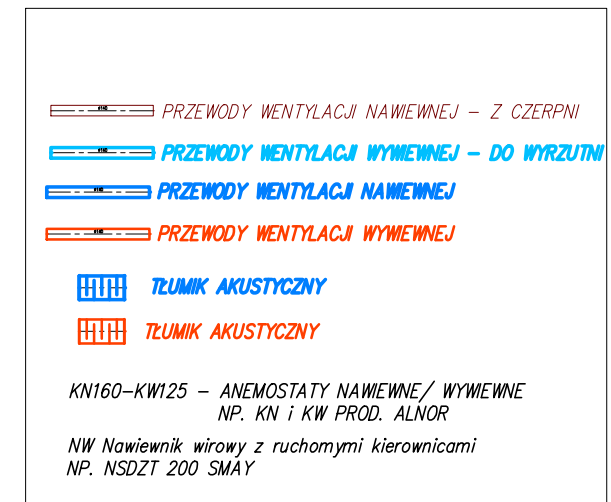 PRZEWODY WENTYLACJI NAWIEWNEJ – Z CZERPNI
PRZEWODY WENTYLACJI WYWIEWNEJ – DO WYRZUTNI
PRZEWODY WENTYLACJI NAWIEWNEJ
PRZEWODY WENTYLACJI WYWIEWNEJ
TŁUMIK AKUSTYCZNY
TŁUMIK AKUSTYCZNY
KN160–KW125 – ANEMOSTATY NAWIEWNE/ WYWIEWNE
NP. KN i KW PROD. ALNOR
NW Nawiewnik wirowy z ruchomymi kierownicami
NP. NSDZT 200 SMAY